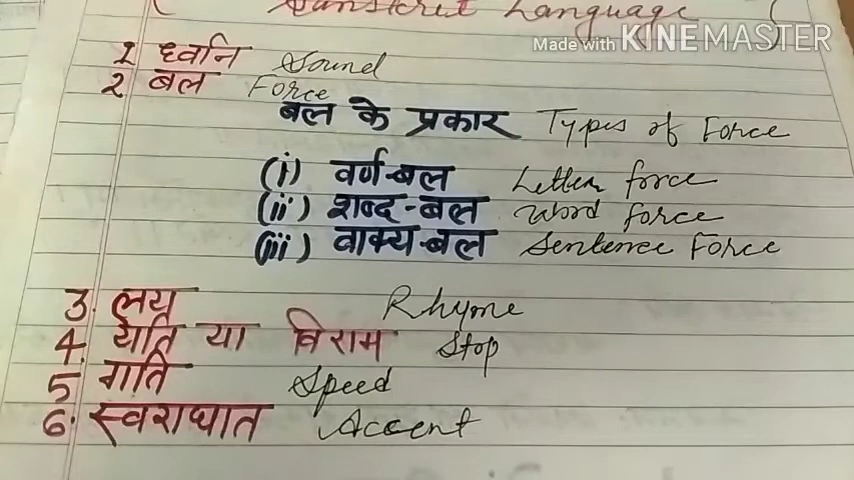 Sanskrit Language
Made with KINEMASTER
1 ध्वनि Sound
2 बल Force
बल के प्रकार Types of Force
(i) वर्ण-बल Letter force
(ii) शब्द-बल Word force
(iii) वाक्य-बल Sentence Force
3. लय Rhyme
4. यति या विराम Stop
5 गति Speed
6. स्वराघात Accent